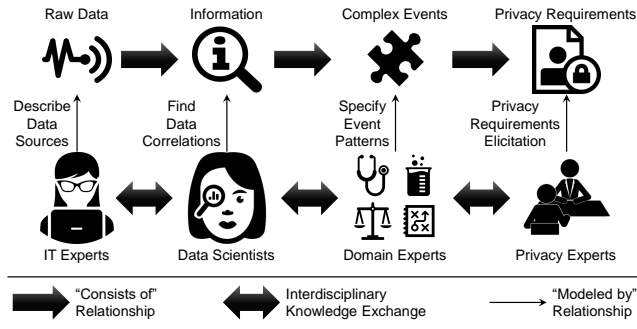 Raw Data
Information
Complex Events
Privacy Requirements
Describe
Data
Sources
Find
Data
Correlations
Specify
Event
Patterns
Privacy
Requirements
Elicitation
IT Experts
Data Scientists
Domain Experts
Privacy Experts
“Consists of”
Relationship
Interdisciplinary
Knowledge Exchange
“Modeled by”
Relationship